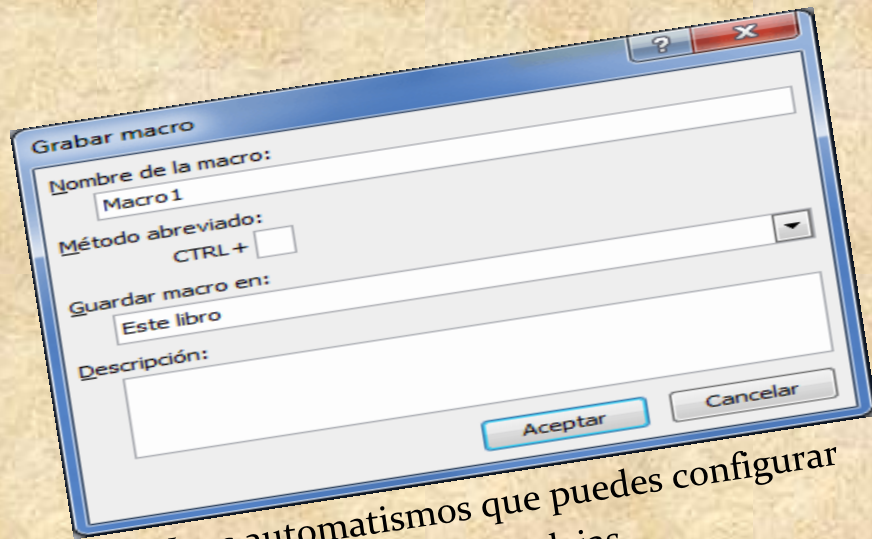 Grabar macro
Nombre de la macro:
Macro1
Método abreviado:
CTRL+
Guardar macro en:
Este libro
Descripción:
Aceptar
Cancelar
automatismos que puedes configurar